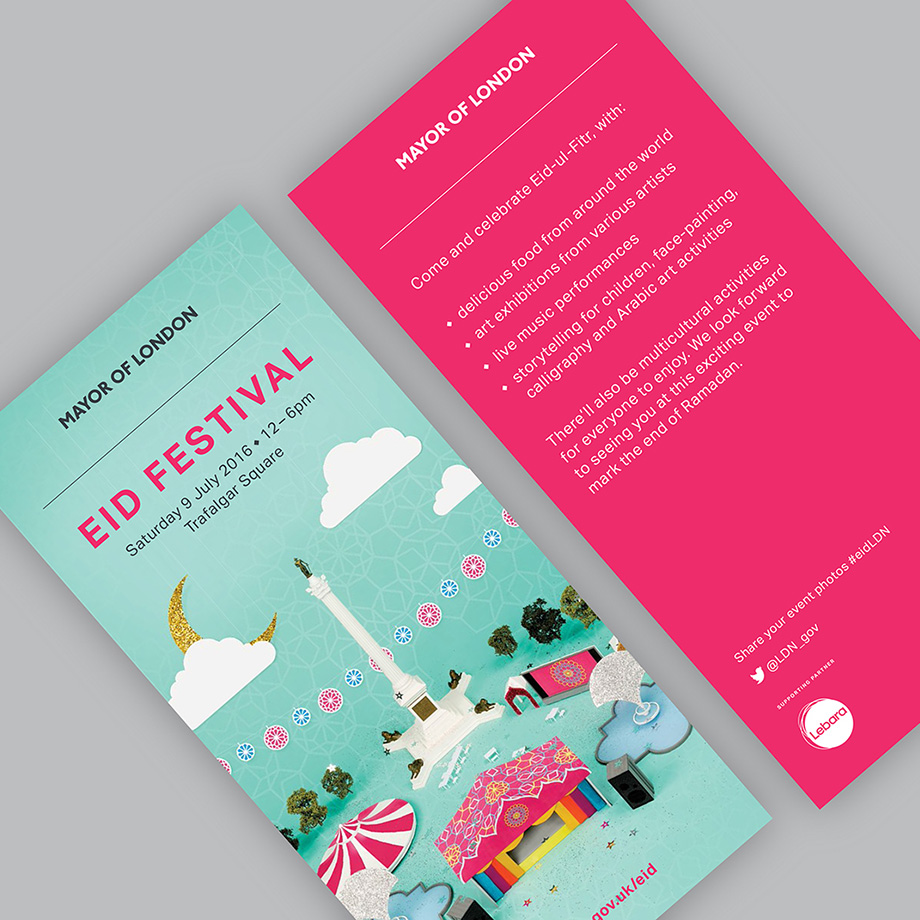 MAYOR OF LONDON
EID FESTIVAL
Saturday 9 July 2016 ◆ 12–6pm
Trafalgar Square
gov.uk/eid
MAYOR OF LONDON
Come and celebrate Eid-ul-Fitr, with:
◆ delicious food from around the world
◆ art exhibitions from various artists
◆ live music performances
◆ storytelling for children, face-painting,
calligraphy and Arabic art activities
There'll also be multicultural activities
for everyone to enjoy. We look forward
to seeing you at this exciting event to
mark the end of Ramadan.
Share your event photos #eidLDN
@LDN_gov
SUPPORTING PARTNER
Lebara